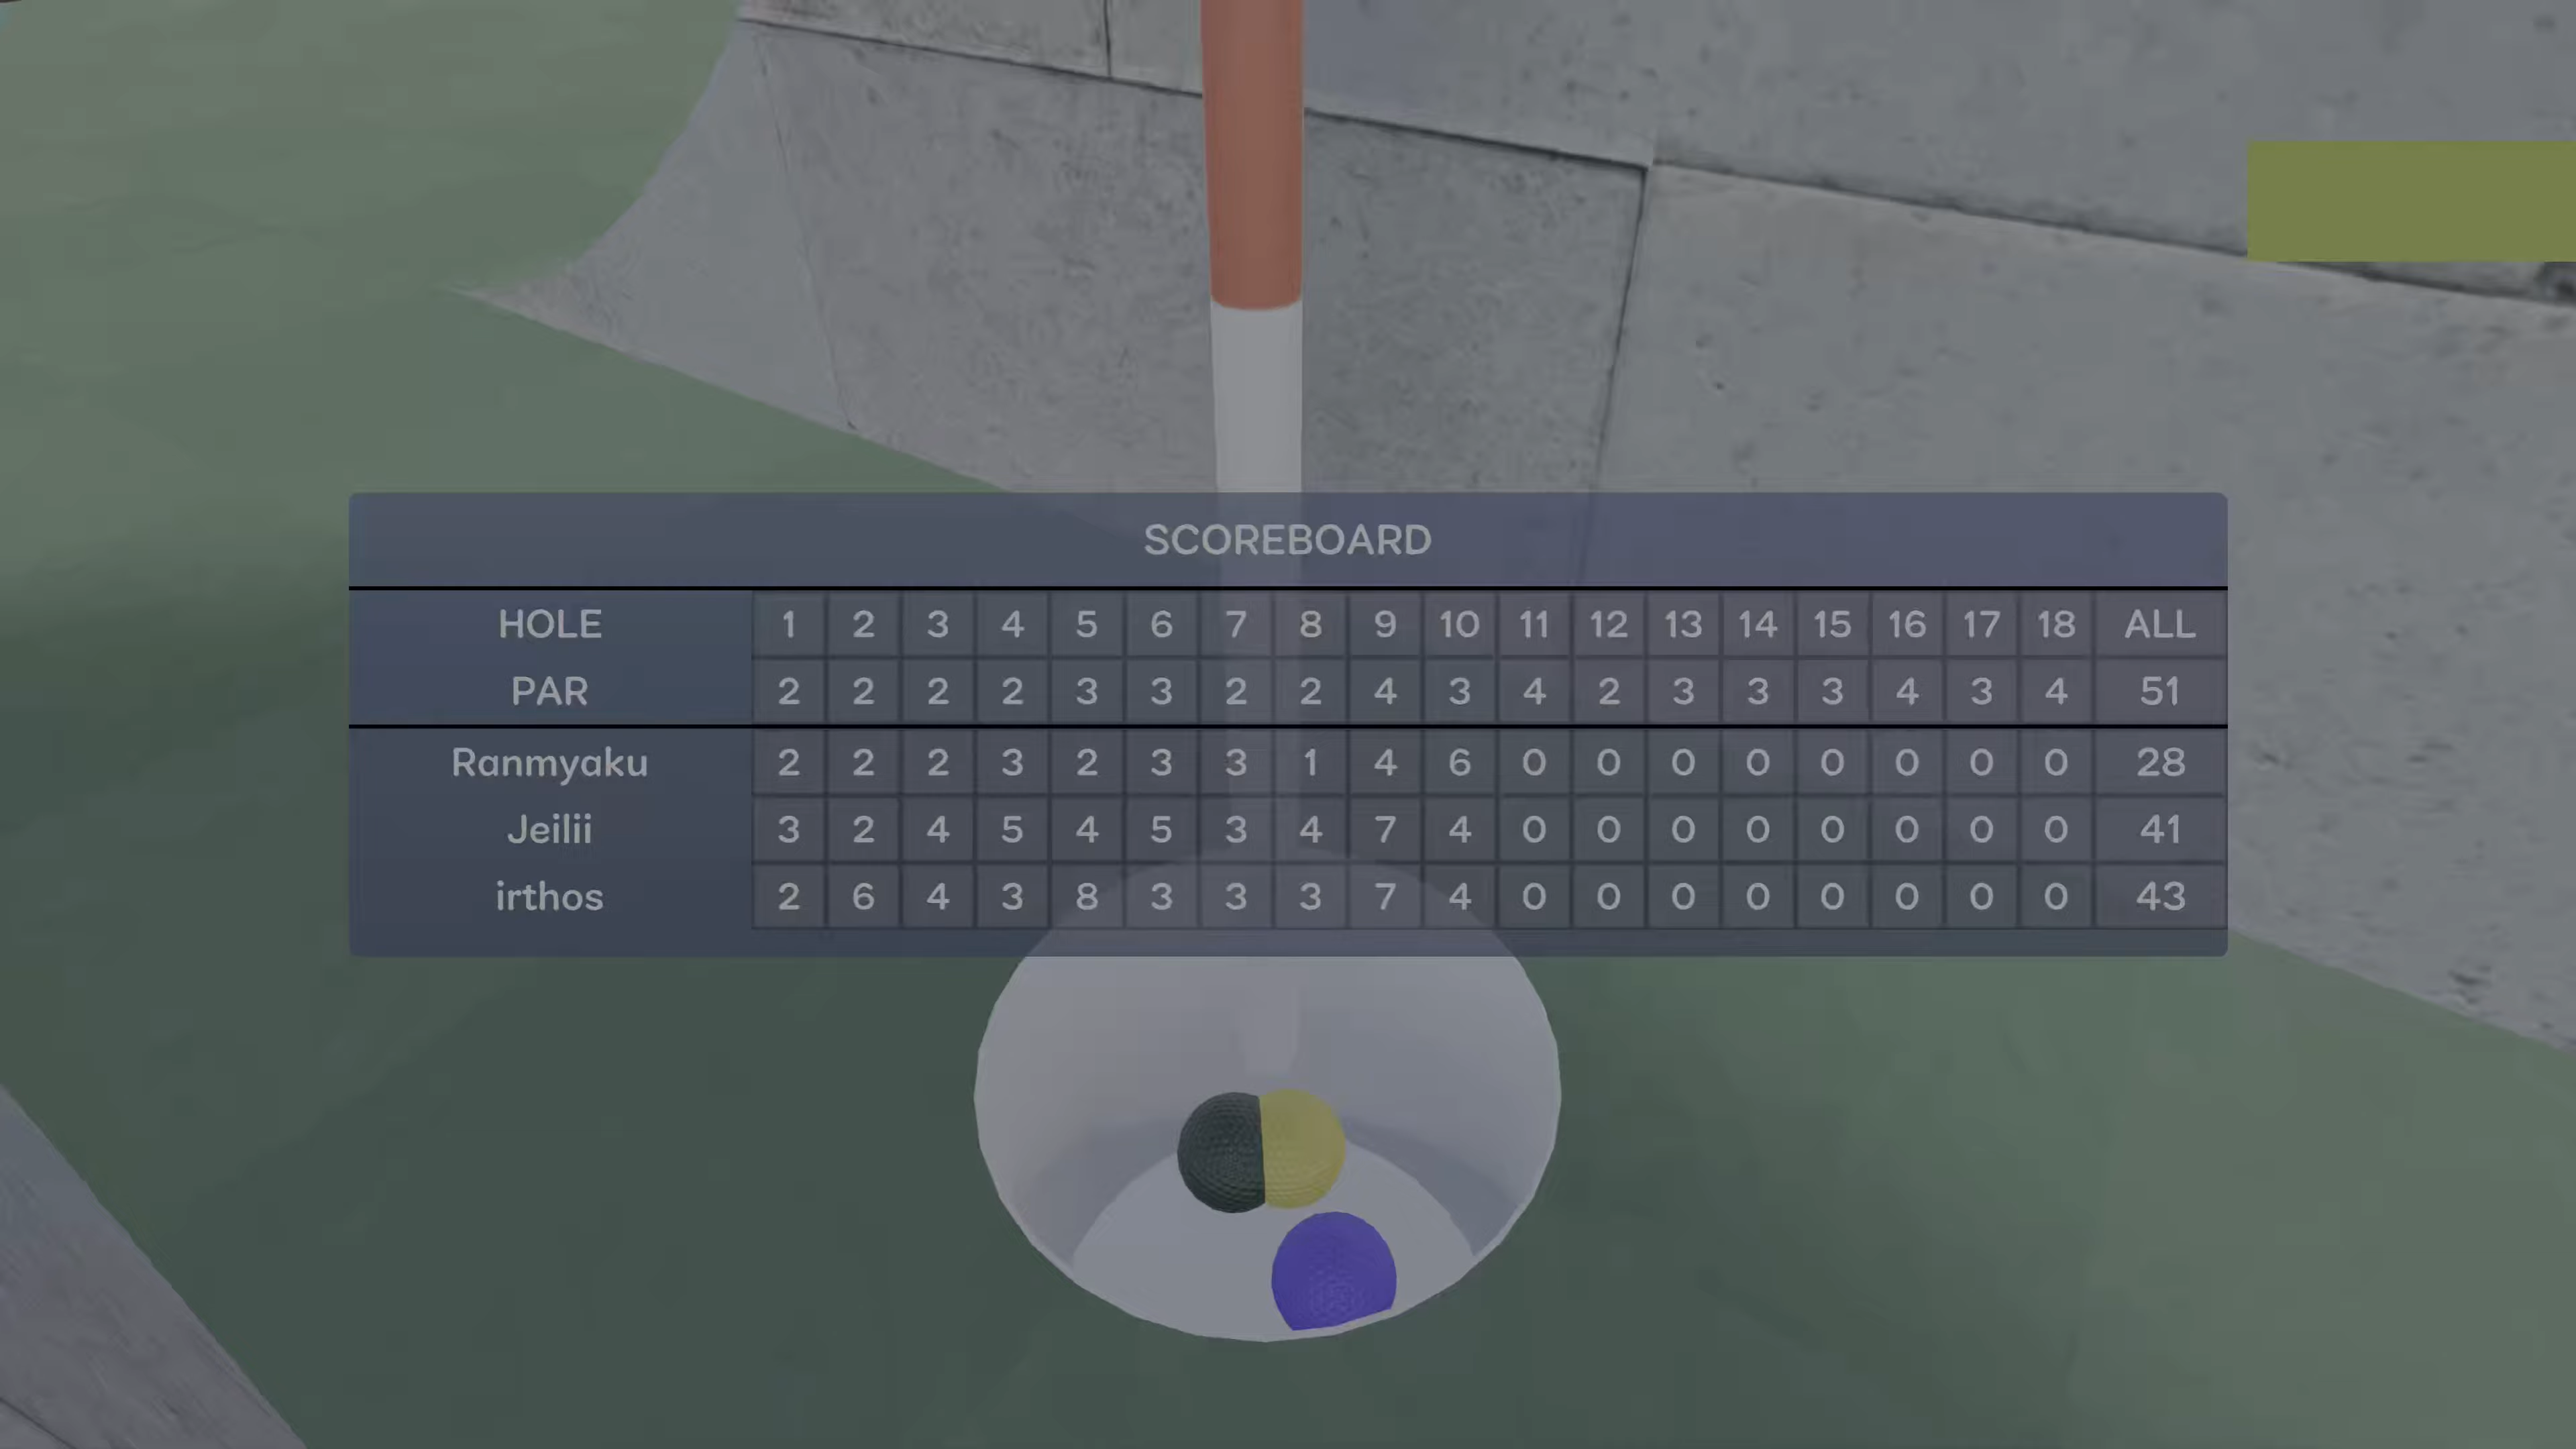 SCOREBOARD
HOLE 1 2 3 4 5 6 7 8 9 10 11 12 13 14 15 16 17 18 ALL
PAR 2 2 2 2 3 3 2 2 4 3 4 2 3 3 3 4 3 4 51
Ranmyaku 2 2 2 3 2 3 3 1 4 6 0 0 0 0 0 0 0 0 28
Jeilii 3 2 4 5 4 5 3 4 7 4 0 0 0 0 0 0 0 0 41
irthos 2 6 4 3 8 3 3 3 7 4 0 0 0 0 0 0 0 0 43